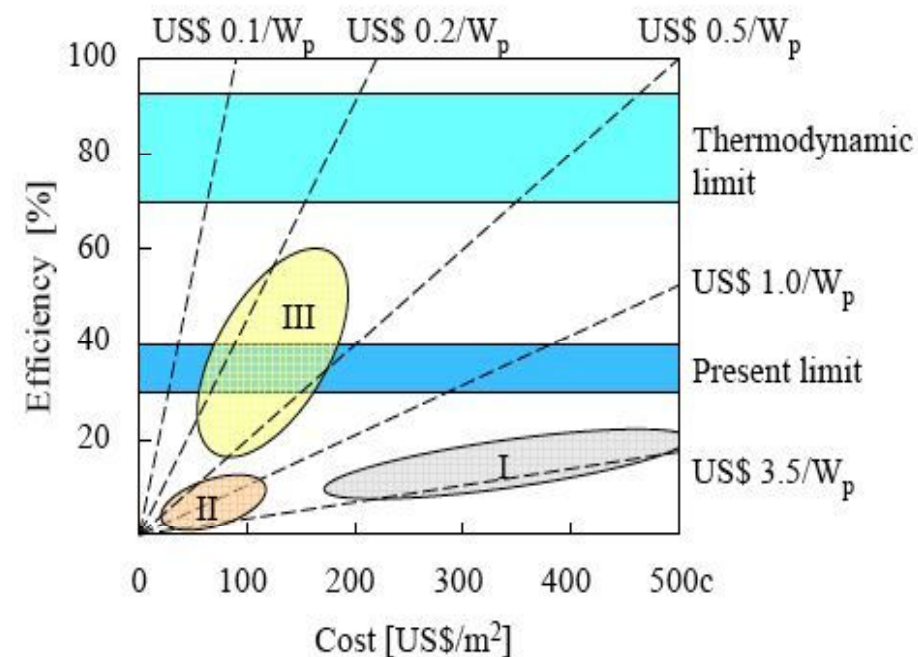 US$ 0.1/Wp US$ 0.2/Wp US$ 0.5/Wp
100
80
60
40
20
Efficiency [%]
Thermodynamic
limit
US$ 1.0/Wp
Present limit
US$ 3.5/Wp
III
I
II
0 100 200 300 400 500c
Cost [US$/m²]